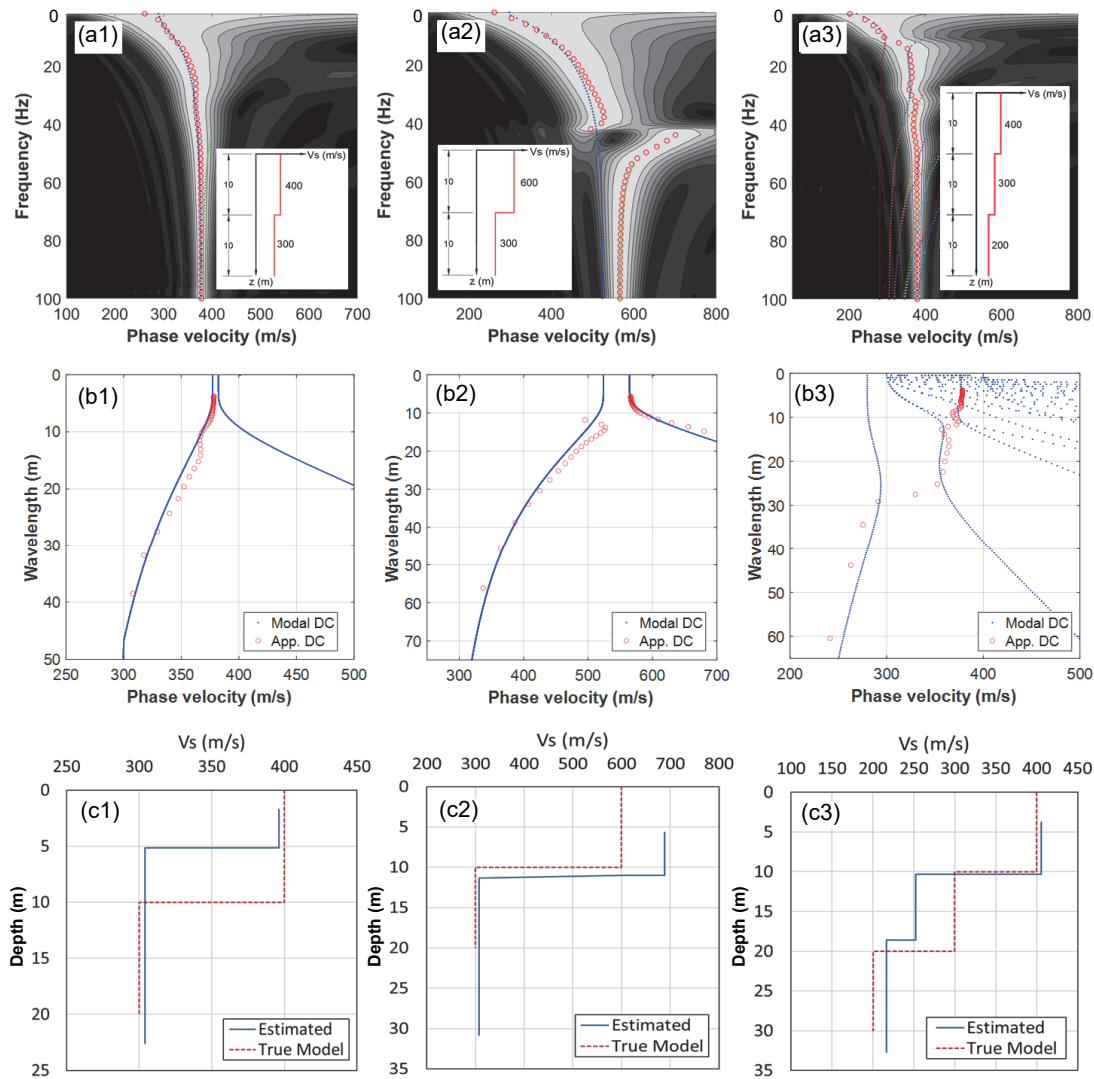 (a1)
0
20
40
60
80
100
Frequency (Hz)
100
200
300
400
500
600
700
Phase velocity (m/s)
Vs (m/s)
10
400
10
300
z (m)
(a2)
0
20
40
60
80
100
Frequency (Hz)
200
400
600
800
Phase velocity (m/s)
Vs (m/s)
10
600
10
300
z (m)
(a3)
0
20
40
60
80
100
Frequency (Hz)
200
400
600
800
Phase velocity (m/s)
Vs (m/s)
10
400
10
300
10
200
z (m)
(b1)
0
10
20
30
40
50
Wavelength (m)
250
300
350
400
450
500
Phase velocity (m/s)
Modal DC
App. DC
(b2)
0
10
20
30
40
50
60
70
Wavelength (m)
300
400
500
600
700
Phase velocity (m/s)
Modal DC
App. DC
(b3)
0
10
20
30
40
50
60
Wavelength (m)
200
300
400
500
Phase velocity (m/s)
Modal DC
App. DC
Vs (m/s)
250
300
350
400
450
(c1)
0
5
10
15
20
25
Depth (m)
Estimated
True Model
Vs (m/s)
200
300
400
500
600
700
800
(c2)
0
5
10
15
20
25
30
35
Depth (m)
Estimated
True Model
Vs (m/s)
100
150
200
250
300
350
400
450
(c3)
0
5
10
15
20
25
30
35
Depth (m)
Estimated
True Model